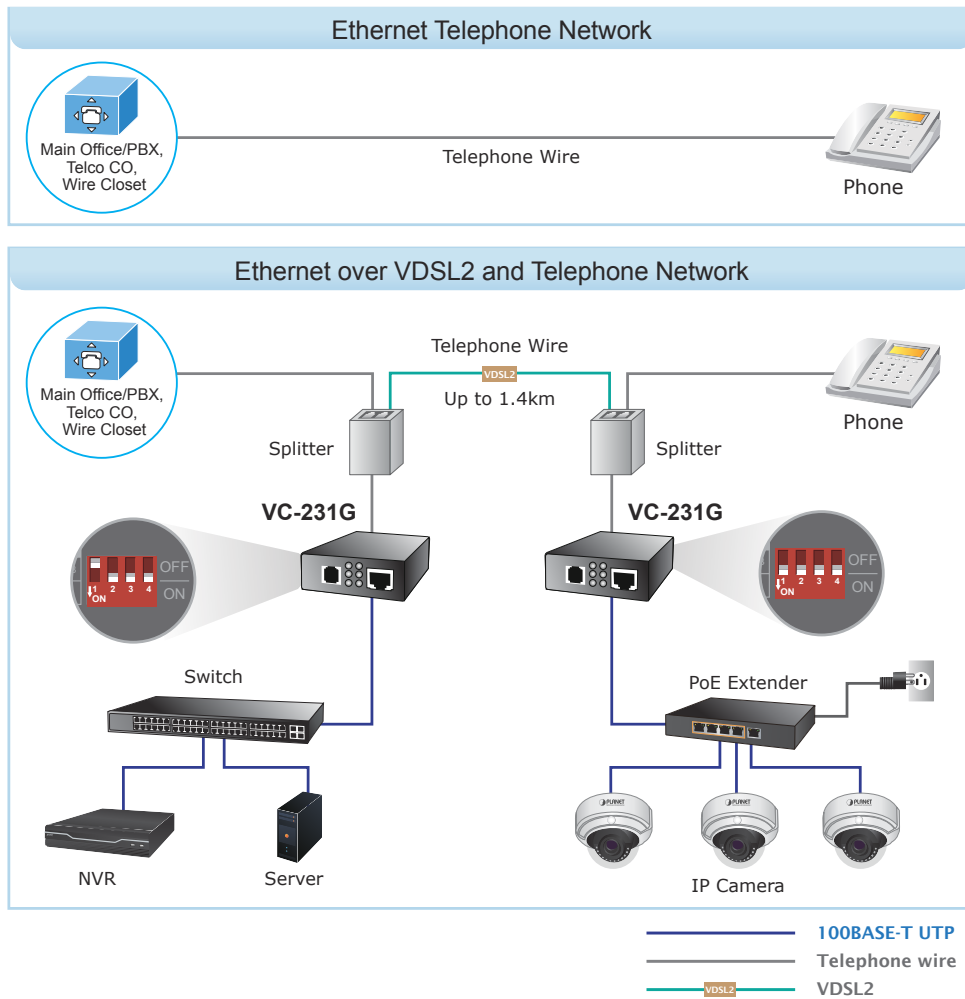 Ethernet Telephone Network
Main Office/PBX,
Telco CO,
Wire Closet
Telephone Wire
Phone
Ethernet over VDSL2 and Telephone Network
Main Office/PBX,
Telco CO,
Wire Closet
Telephone Wire
VDSL2
Up to 1.4km
Phone
Splitter
Splitter
VC-231G
VC-231G
OFF
ON
1 2 3 4
ON
OFF
ON
1 2 3 4
ON
Switch
PoE Extender
NVR
Server
PLANET
PLANET
PLANET
IP Camera
100BASE-T UTP
Telephone wire
VDSL2 VDSL2